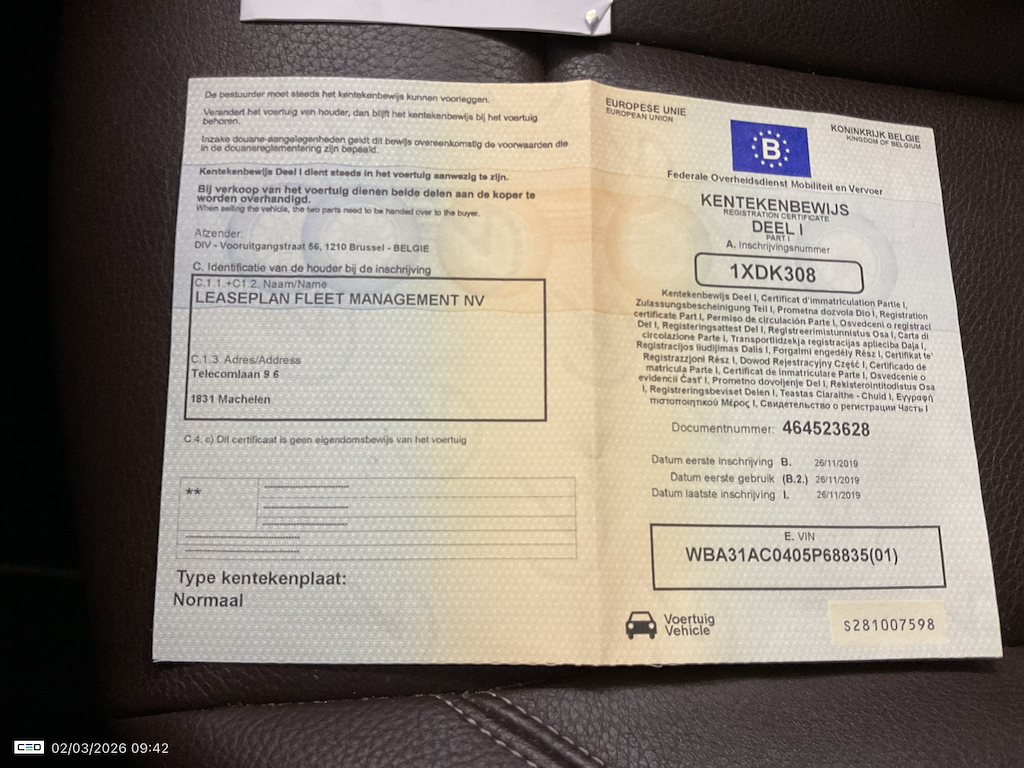 De bestuurder moet steeds het kentekenbewijs kunnen voorleggen.
Verandert het voertuig van houder, dan blijft het kentekenbewijs bij het voertuig
behoren.
Inzake douane-aangelegenheden geldt dit bewijs overeenkomstig de voorwaarden die
in de douanereglementering zijn bepaald.
Kentekenbewijs Deel I dient steeds in het voertuig aanwezig te zijn.
Bij verkoop van het voertuig dienen beide delen aan de koper te
worden overhandigd.
When selling the vehicle, the two parts need to be handed over to the buyer.
Afzender:
DIV - Vooruitgangstraat 56, 1210 Brussel - BELGIE
C. Identificatie van de houder bij de inschrijving
C.1.1.+C1.2. Naam/Name
LEASEPLAN FLEET MANAGEMENT NV
C.1.3. Adres/Address
Telecomlaan 9 6
1831 Machelen
C.4. c) Dit certificaat is geen eigendomsbewijs van het voertuig
**
Type kentekenplaat:
Normaal
EUROPESE UNIE
EUROPEAN UNION
B
KONINKRIJK BELGIE
KINGDOM OF BELGIUM
Federale Overheidsdienst Mobiliteit en Vervoer
KENTEKENBEWIJS
REGISTRATION CERTIFICATE
DEEL I
PART I
A. Inschrijvingsnummer
1XDK308
Kentekenbewijs Deel I, Certificat d'immatriculation Partie I,
Zulassungsbescheinigung Teil I, Prometna dozvola Dio I, Registration
certificate Part I, Permiso de circulación Parte I, Osvedceni o registraci
Del I, Registeringsattest Del I, Registreerimistunnistus Osa I, Carta di
circolazione Parte I, Transportlidzekja registracijas aplieciba Daja I,
Registracijos liudijimas Dalis I, Forgalmi engedély Rész I, Certifikat te'
Registrazzjoni Rész I, Dowod Rejestracyjny Część I, Certificado de
matrícula Parte I, Certificat de Inmatriculare Parte I, Osvedcenie o
evidencii Časť I, Prometno dovoljenje Del I, Rekisterointitodistus Osa
I, Registreringsbeviset Delen I, Teastas Claraithe - Chuid I, Εγγραφή
πιστοποιητικού Μέρος I, Свидетельство о регистрации Часть I
Documentnummer: 464523628
Datum eerste inschrijving B. 26/11/2019
Datum eerste gebruik (B.2.) 26/11/2019
Datum laatste inschrijving I. 26/11/2019
E. VIN
WBA31AC0405P68835(01)
Voertuig
Vehicle
S281007598
CEO 02/03/2026 09:42